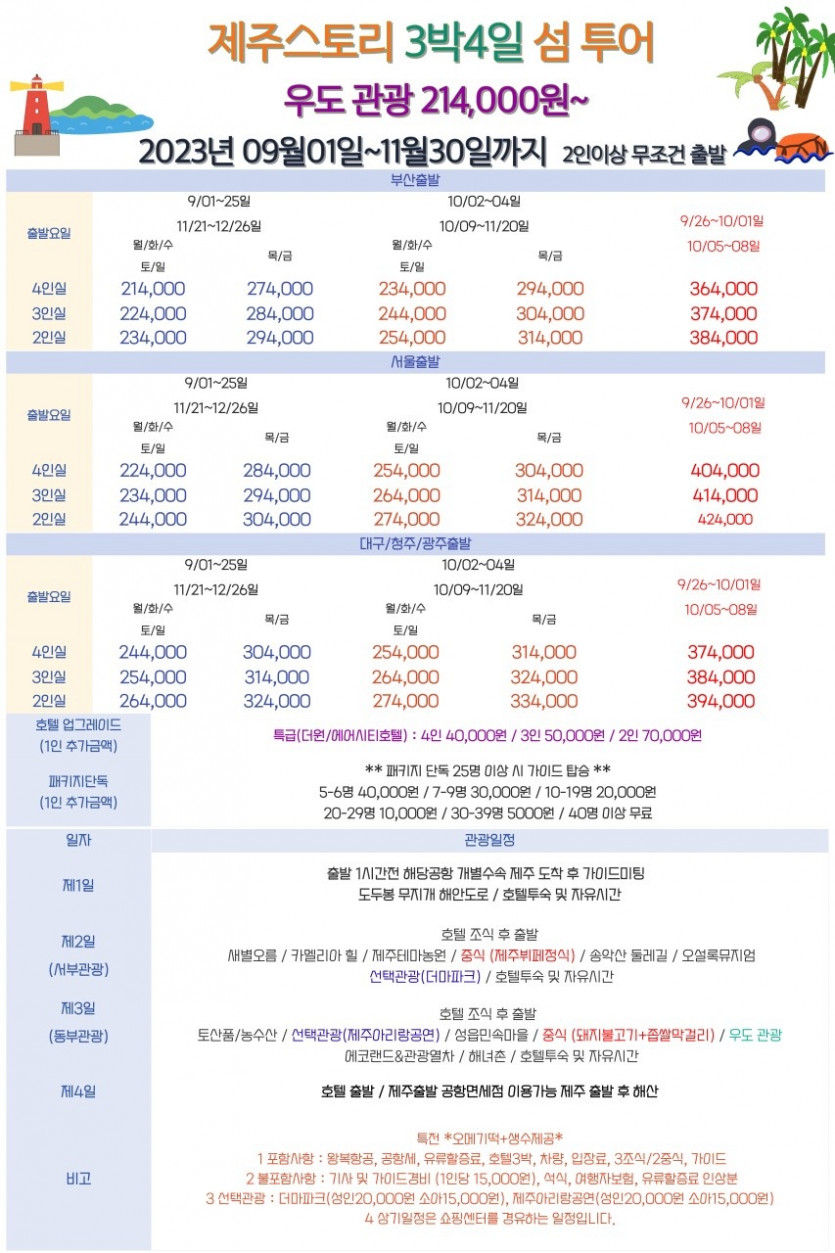 제주스토리 3박4일 섬 투어
우도 관광 214,000원~
2023년 09월01일~11월30일까지 2인이상 무조건 출발
부산출발
출발요일
9/01~25일 10/02~04일
11/21~12/26일 10/09~11/20일
9/26~10/01일
10/05~08일
월/화/수 목/금 월/화/수 목/금
토/일 토/일
4인실 214,000 274,000 234,000 294,000 364,000
3인실 224,000 284,000 244,000 304,000 374,000
2인실 234,000 294,000 254,000 314,000 384,000
서울출발
출발요일
9/01~25일 10/02~04일
11/21~12/26일 10/09~11/20일
9/26~10/01일
10/05~08일
월/화/수 목/금 월/화/수 목/금
토/일 토/일
4인실 224,000 284,000 254,000 304,000 404,000
3인실 234,000 294,000 264,000 314,000 414,000
2인실 244,000 304,000 274,000 324,000 424,000
대구/청주/광주출발
출발요일
9/01~25일 10/02~04일
11/21~12/26일 10/09~11/20일
9/26~10/01일
10/05~08일
월/화/수 목/금 월/화/수 목/금
토/일 토/일
4인실 244,000 304,000 254,000 314,000 374,000
3인실 254,000 314,000 264,000 324,000 384,000
2인실 264,000 324,000 274,000 334,000 394,000
호텔 업그레이드
(1인 추가금액)
특급(더원/에어시티호텔) : 4인 40,000원 / 3인 50,000원 / 2인 70,000원
패키지단독
(1인 추가금액)
** 패키지 단독 25명 이상 시 가이드 탑승 **
5-6명 40,000원 / 7-9명 30,000원 / 10-19명 20,000원
20-29명 10,000원 / 30-39명 5000원 / 40명 이상 무료
일자 관광일정
제1일
출발 1시간전 해당공항 개별수속 제주 도착 후 가이드미팅
도두봉 무지개 해안도로 / 호텔투숙 및 자유시간
제2일
(서부관광)
호텔 조식 후 출발
새별오름 / 카멜리아 힐 / 제주테마농원 / 중식 (제주뷔페정식) / 송악산 둘레길 / 오설록뮤지엄
선택관광(더마파크) / 호텔투숙 및 자유시간
제3일
(동부관광)
호텔 조식 후 출발
토산품/농수산 / 선택관광(제주아리랑공연) / 성읍민속마을 / 중식 (돼지불고기+좁쌀막걸리) / 우도 관광
에코랜드&관광열차 / 해녀촌 / 호텔투숙 및 자유시간
제4일
호텔 출발 / 제주출발 공항면세점 이용가능 제주 출발 후 해산
비고
특전 *오메기떡+생수제공*
1 포함사항 : 왕복항공, 공항세, 유류할증료, 호텔3박, 차량, 입장료, 3조식/2중식, 가이드
2 불포함사항 : 기사 및 가이드경비 (1인당 15,000원), 석식, 여행자보험, 유류할증료 인상분
3 선택관광 : 더마파크(성인20,000원 소아15,000원), 제주아리랑공연(성인20,000원 소아15,000원)
4 상기일정은 쇼핑센터를 경유하는 일정입니다.